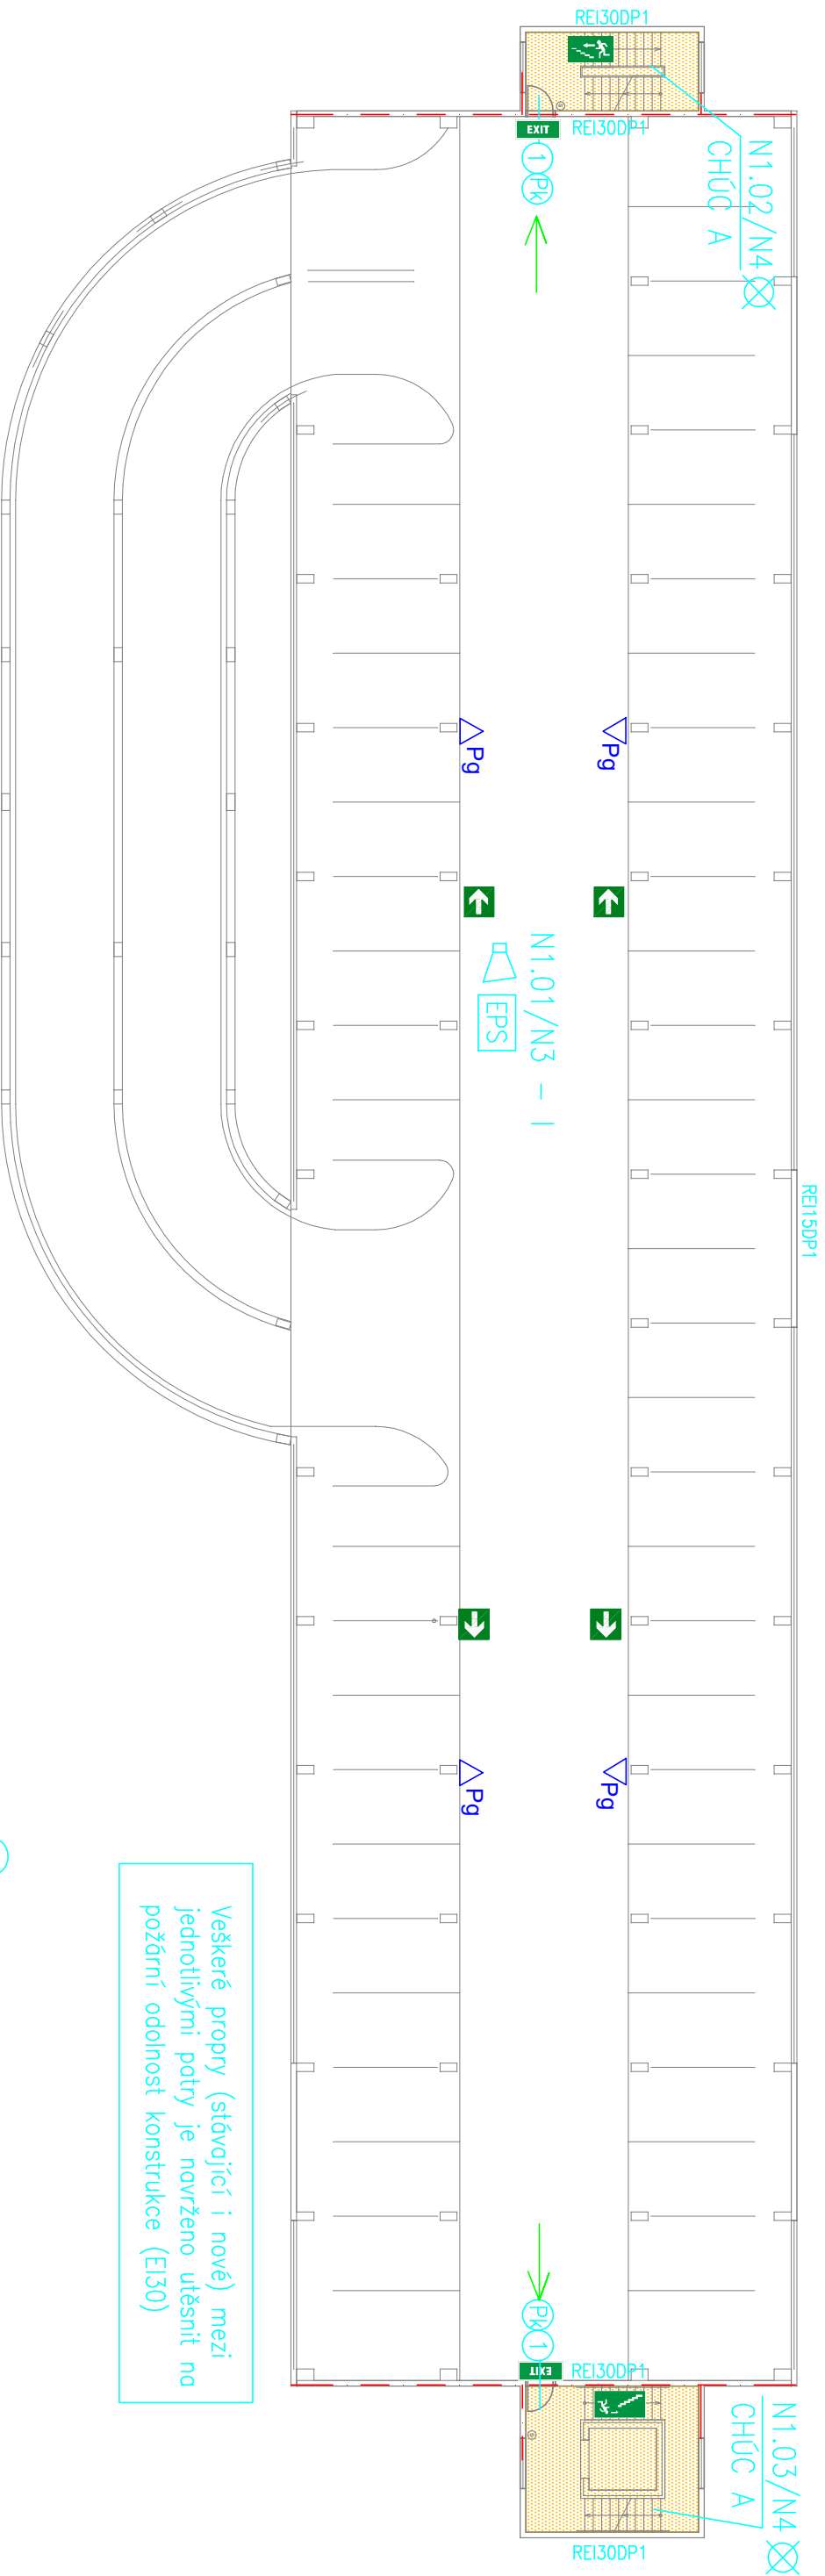 REI30DP1
N1.02/N4
CHÚC A
REI30DP1
EXIT
1
Pk
Pg
Pg
N1.01/N3 - I
EPS
REI15DP1
Pg
Pg
Veškeré propry (stávající i nové) mezi
jednotlivými patry je navrženo utěsnit na
požární odolnost konstrukce (EI30)
Pk
1
EXIT
REI30DP1
N1.03/N4
CHÚC A
REI30DP1